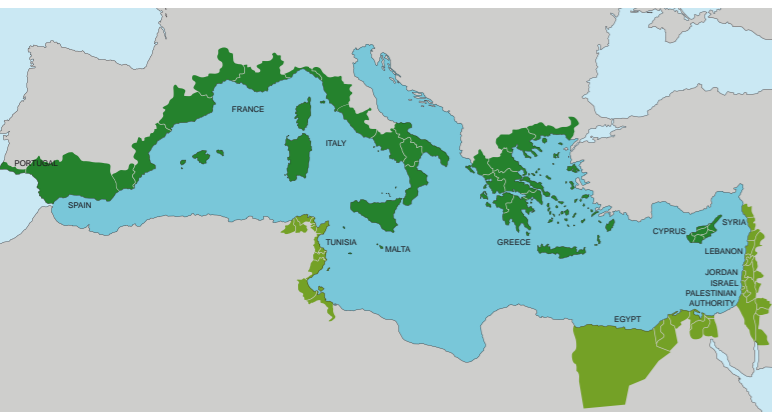 FRANCE
ITALY
PORTUGAL
SPAIN
TUNISIA
MALTA
GREECE
CYPRUS
SYRIA
LEBANON
JORDAN
ISRAEL
PALESTINIAN
AUTHORITY
EGYPT